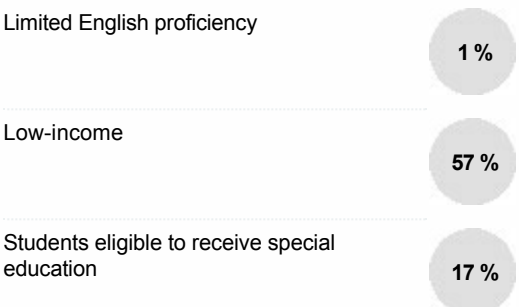 Limited English proficiency
1 %
Low-income
57 %
Students eligible to receive special
education
17 %